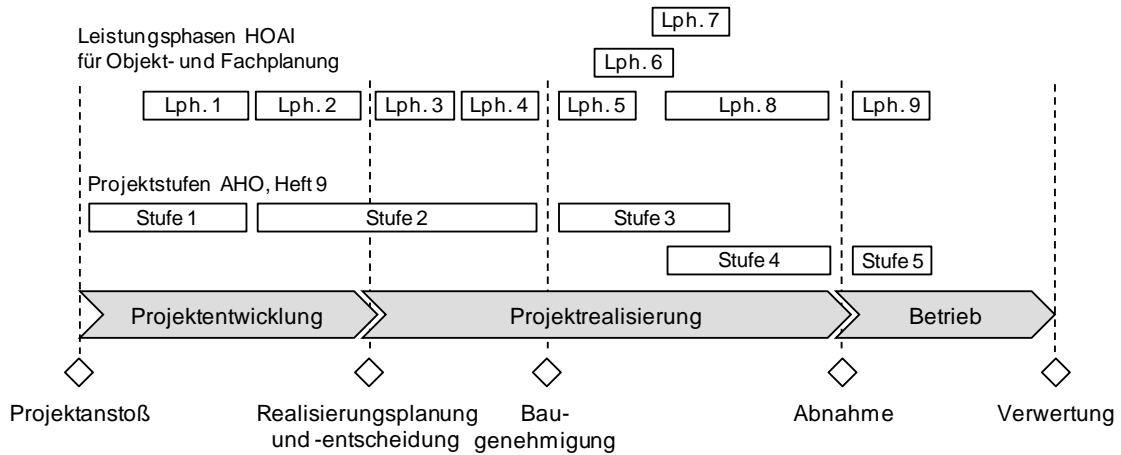 Leistungsphasen HOAI
für Objekt- und Fachplanung
Lph. 7
Lph. 6
Lph. 1
Lph. 2
Lph. 3
Lph. 4
Lph. 5
Lph. 8
Lph. 9
Projektstufen AHO, Heft 9
Stufe 1
Stufe 2
Stufe 3
Stufe 4
Stufe 5
Projektentwicklung
Projektrealisierung
Betrieb
Projektanstoß
Realisierungsplanung
und -entscheidung
Bau-
genehmigung
Abnahme
Verwertung